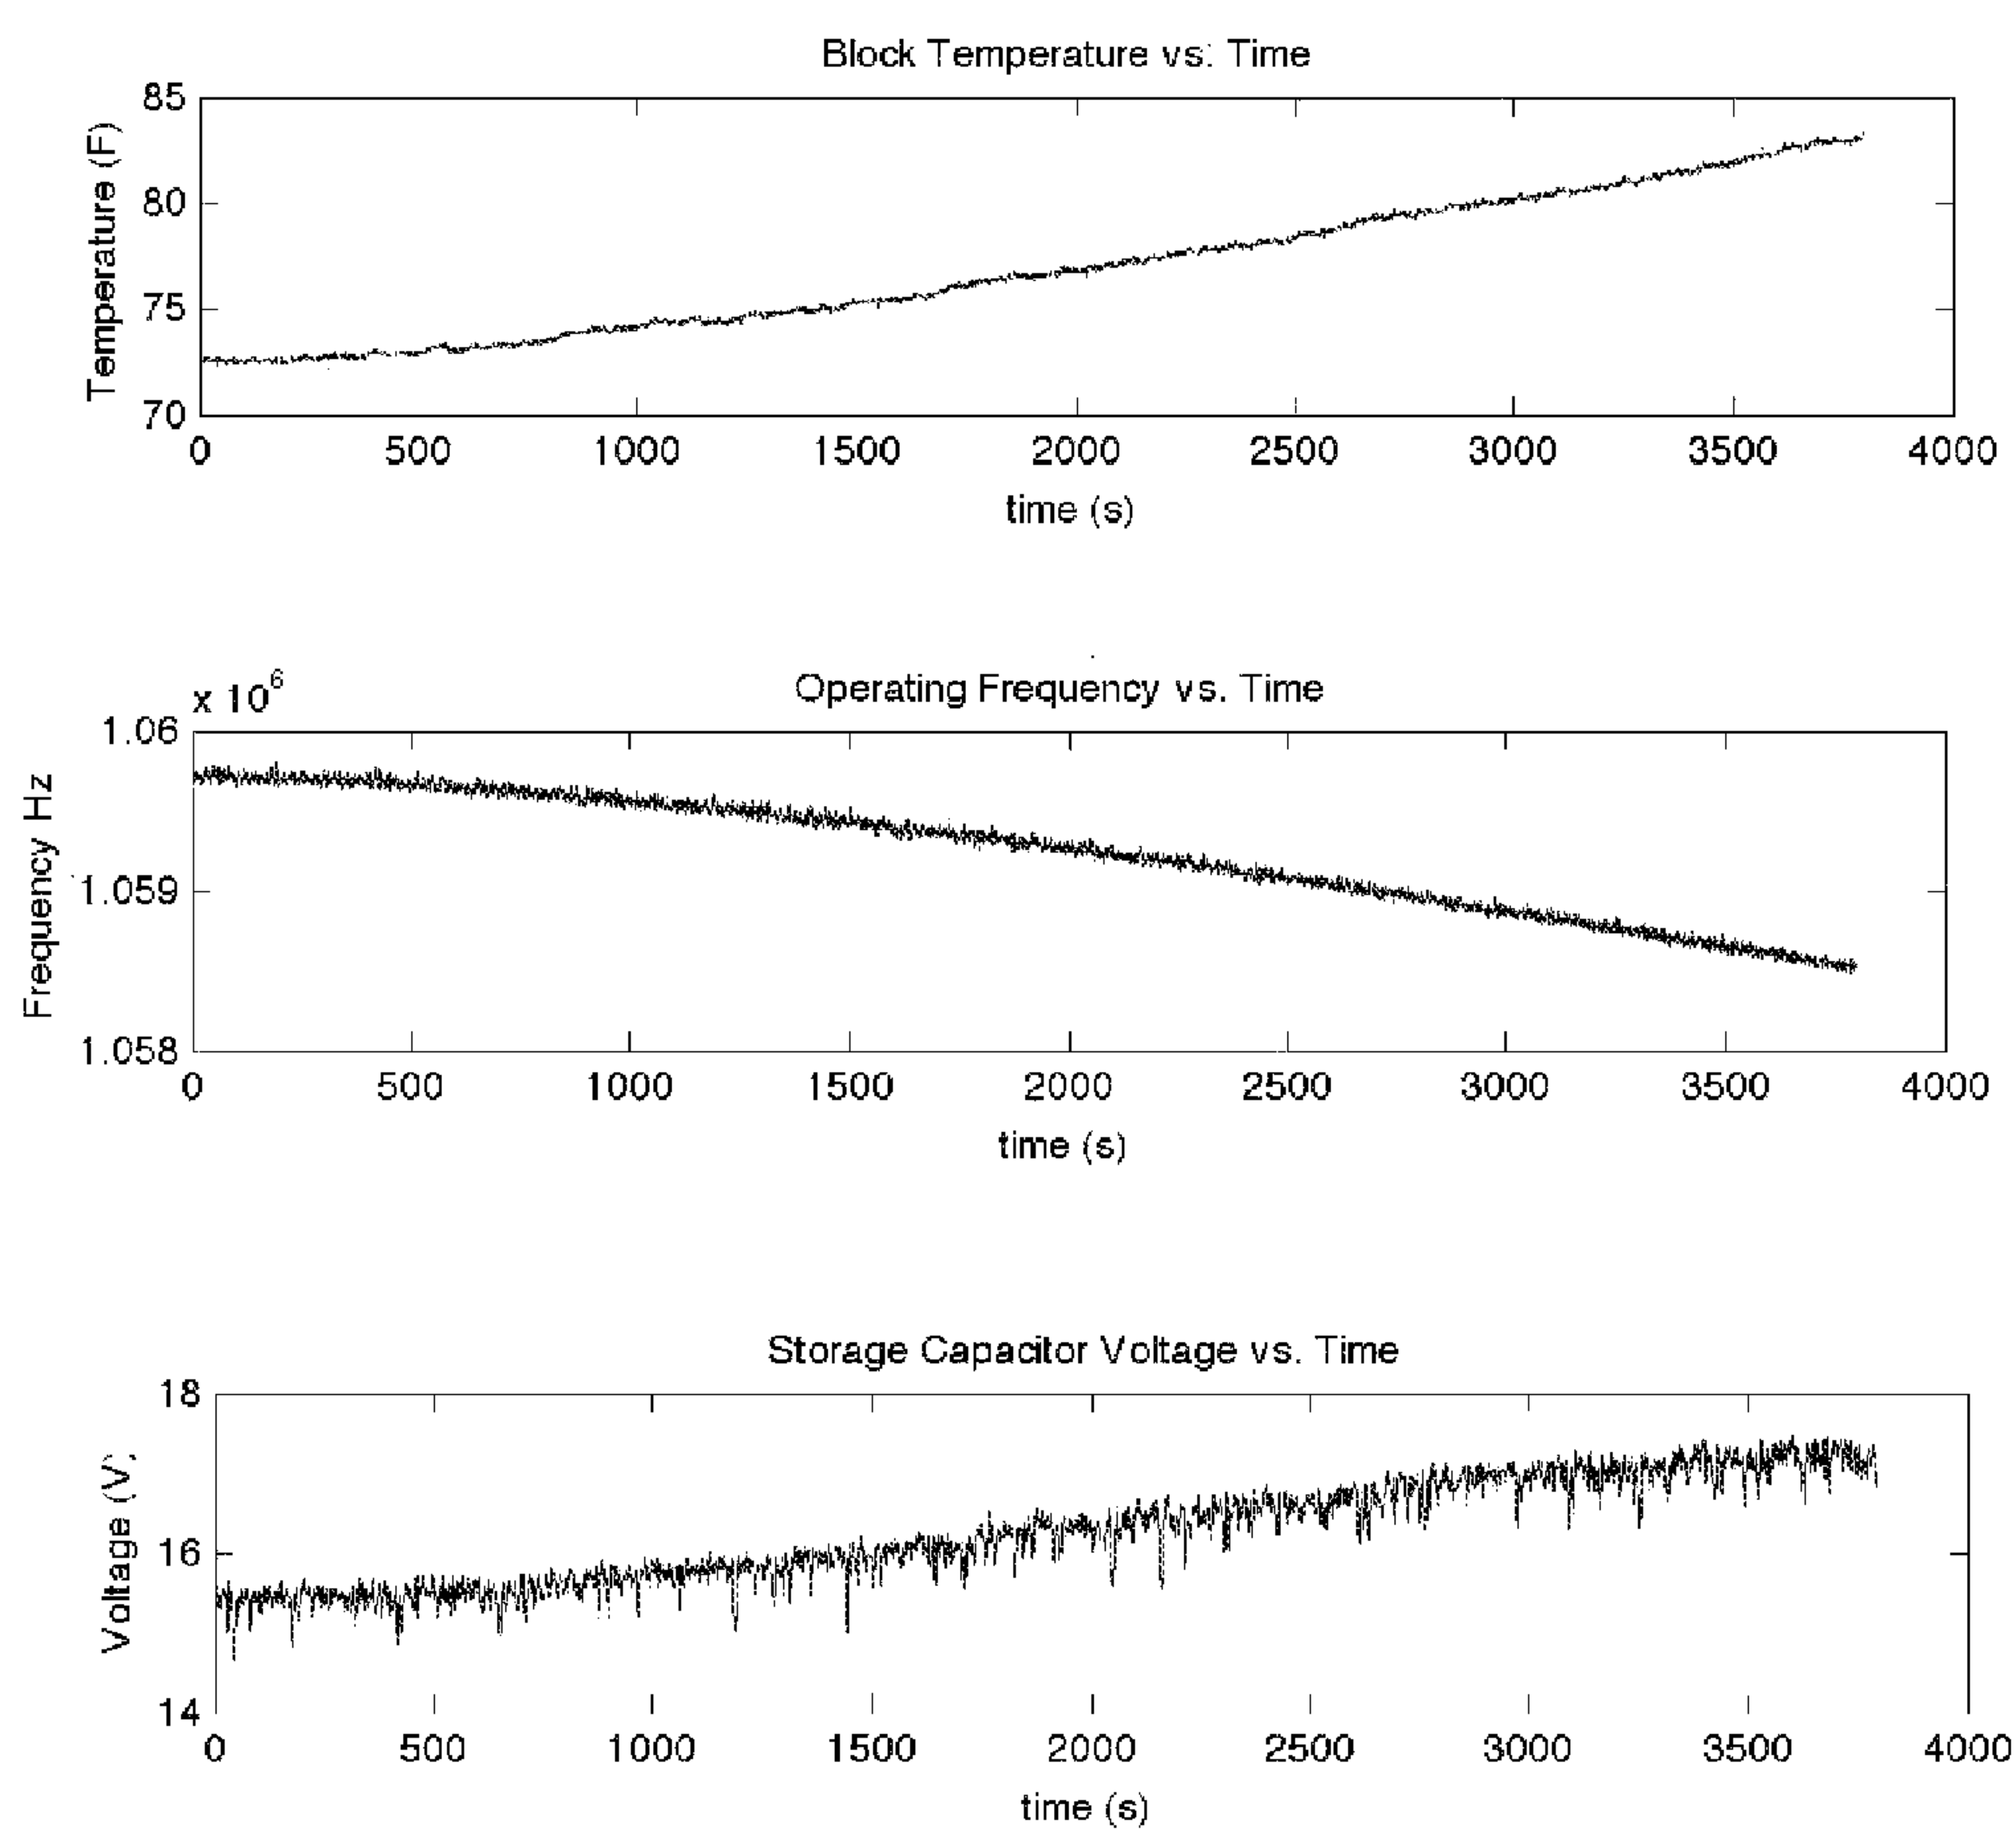 Block Temperature vs. Time
85
80
75
70
Temperature (F)
0 500 1000 1500 2000 2500 3000 3500 4000
time (s)
Operating Frequency vs. Time
x 10^6
1.06
1.059
1.058
Frequency Hz
0 500 1000 1500 2000 2500 3000 3500 4000
time (s)
Storage Capacitor Voltage vs. Time
18
16
14
Voltage (V)
0 500 1000 1500 2000 2500 3000 3500 4000
time (s)